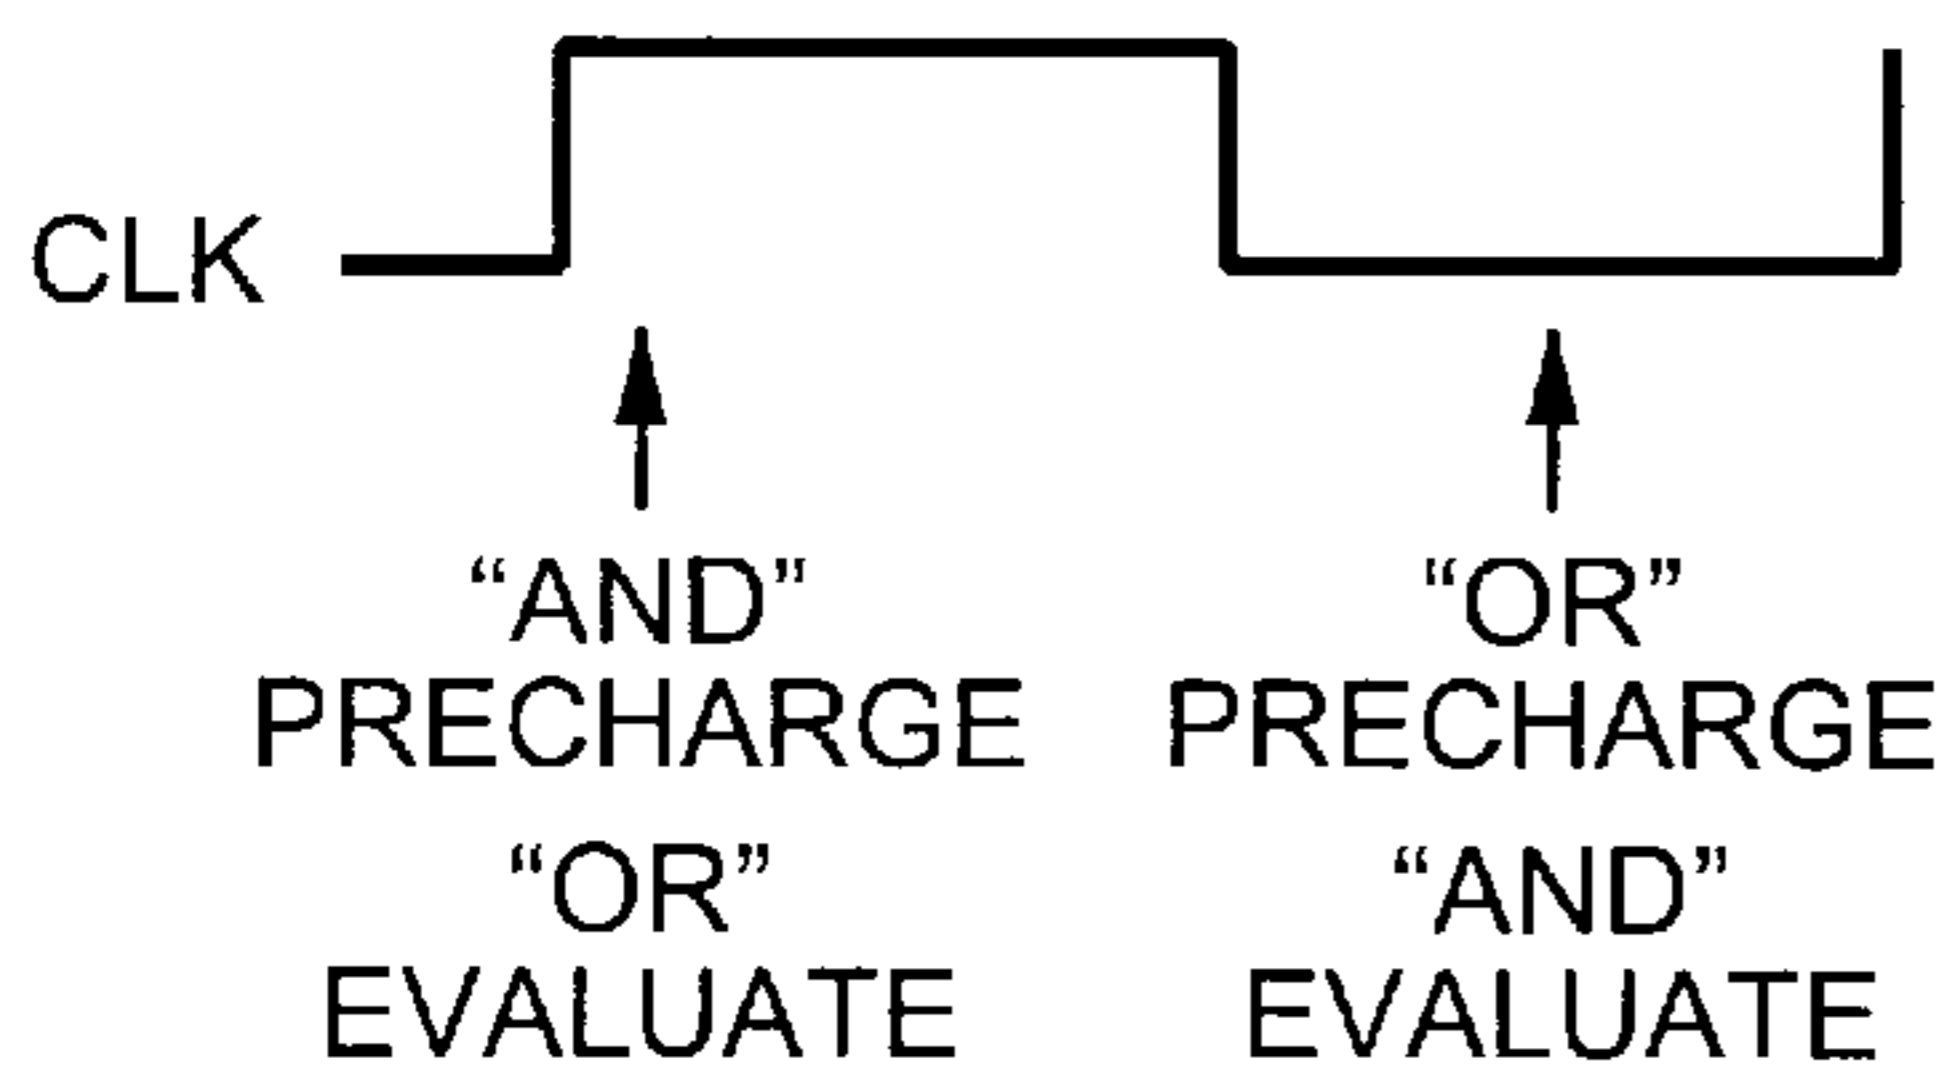 CLK
“AND”
PRECHARGE
“OR”
EVALUATE
“OR”
PRECHARGE
“AND”
EVALUATE